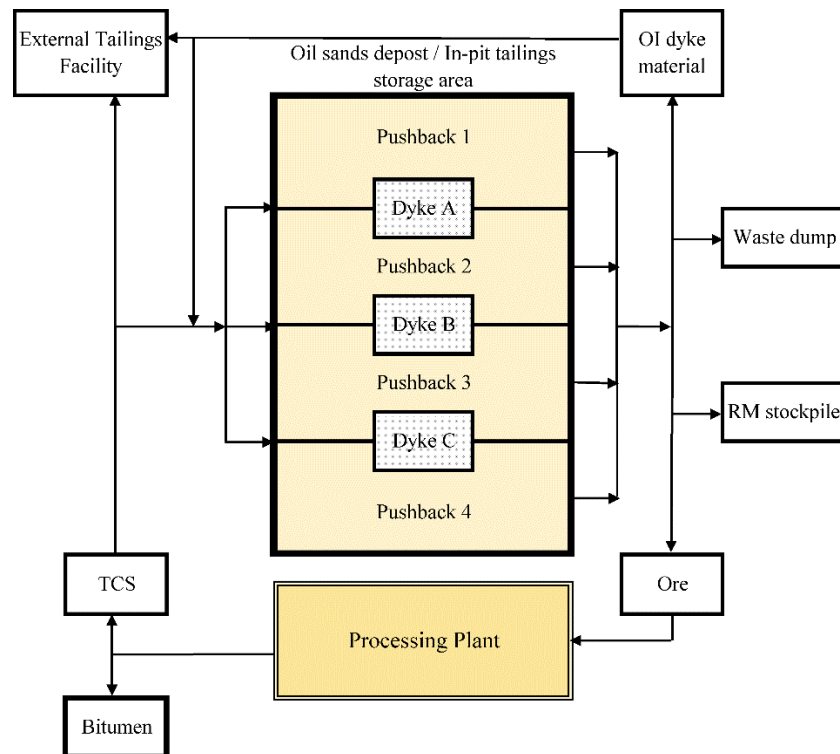 External Tailings
Facility
Oil sands depost / In-pit tailings
storage area
OI dyke
material
Pushback 1
Dyke A
Waste dump
Pushback 2
Dyke B
Pushback 3
RM stockpile
Dyke C
Pushback 4
TCS
Ore
Processing Plant
Bitumen